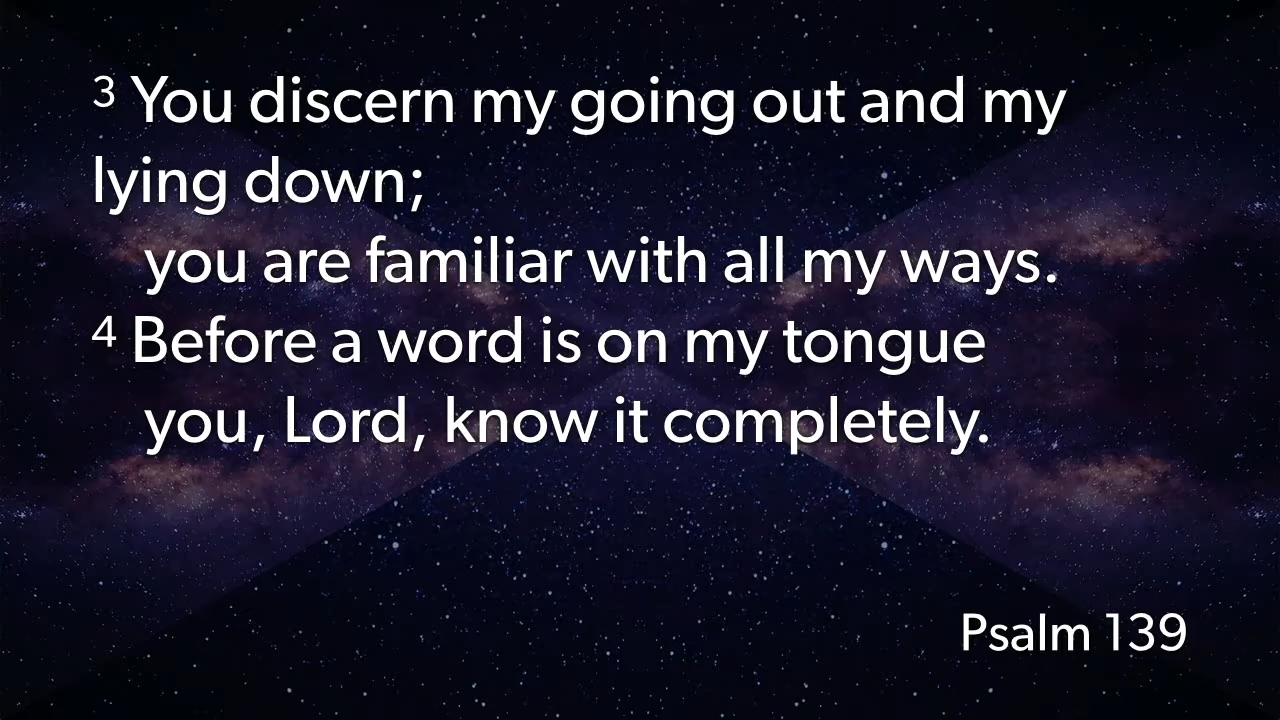 3 You discern my going out and my
lying down;
you are familiar with all my ways.
4 Before a word is on my tongue
you, Lord, know it completely.
Psalm 139